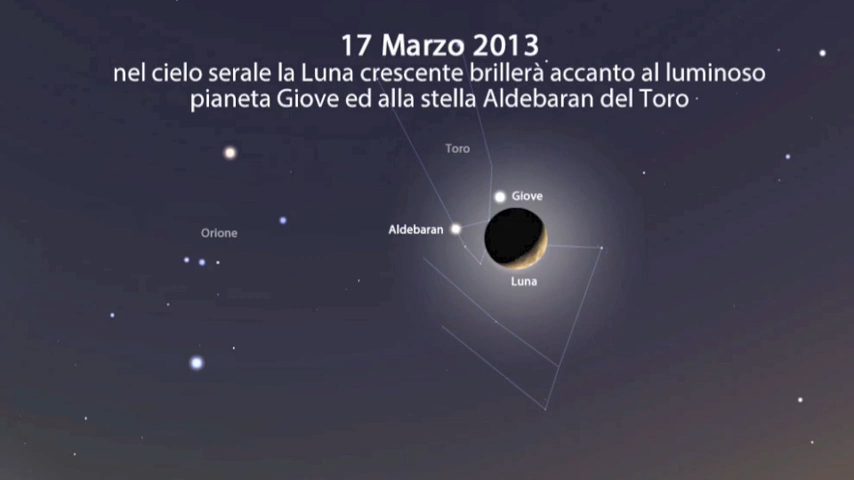 17 Marzo 2013
nel cielo serale la Luna crescente brillerà accanto al luminoso
pianeta Giove ed alla stella Aldebaran del Toro
Toro
Giove
Aldebaran
Orione
Luna